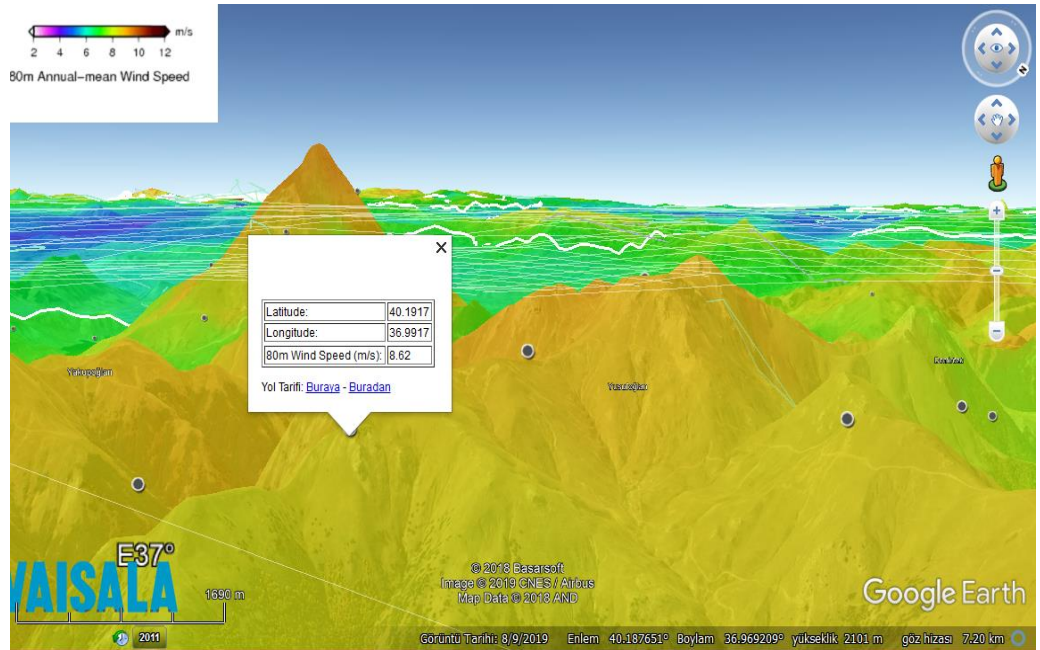 m/s
2 4 6 8 10 12
80m Annual-mean Wind Speed
N
Latitude: 40.1917
Longitude: 36.9917
80m Wind Speed (m/s): 8.62
Yol Tarifi: Buraya - Buradan
Yakupoğlan
E37°
VAISALA
1690 m
2011
© 2018 Basarsoft
Image © 2019 CNES / Airbus
Map Data © 2018 AND
Google Earth
Görüntü Tarihi: 8/9/2019 Enlem 40.187651° Boylam 36.969209° yükseklik 2101 m göz hizası 7.20 km